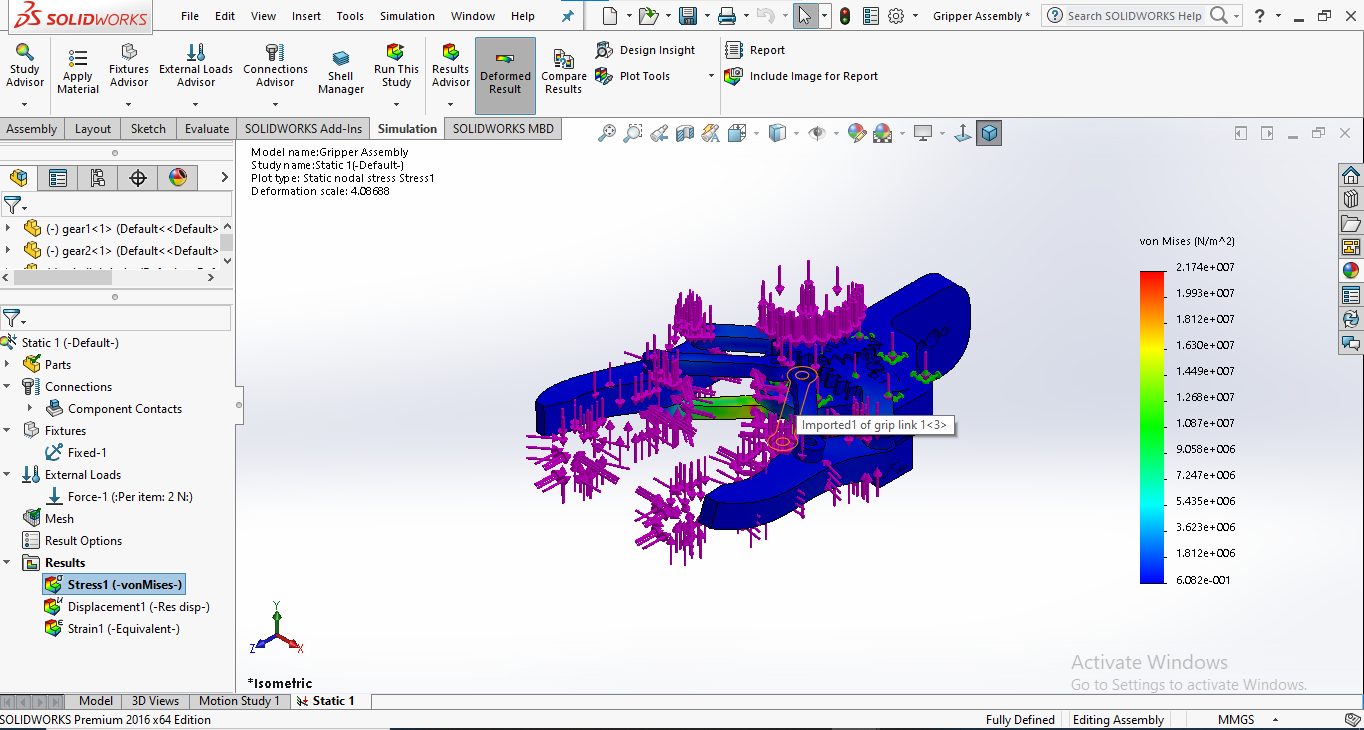 SOLIDWORKS
File Edit View Insert Tools Simulation Window Help
Gripper Assembly *
Search SOLIDWORKS Help
Study Advisor
Apply Material
Fixtures Advisor
External Loads Advisor
Connections Advisor
Shell Manager
Run This Study
Results Advisor
Deformed Result
Compare Results
Design Insight
Plot Tools
Report
Include Image for Report
Assembly Layout Sketch Evaluate SOLIDWORKS Add-Ins Simulation SOLIDWORKS MBD
Model name:Gripper Assembly
Study name:Static 1(-Default-)
Plot type: Static nodal stress Stress1
Deformation scale: 4.08688
(-) gear1<1> (Default<<Default>
(-) gear2<1> (Default<<Default>
Static 1 (-Default-)
Parts
Connections
Component Contacts
Fixtures
Fixed-1
External Loads
Force-1 (:Per item: 2 N:)
Mesh
Result Options
Results
Stress1 (-vonMises-)
Displacement1 (-Res disp-)
Strain1 (-Equivalent-)
von Mises (N/m^2)
2.174e+007
1.993e+007
1.812e+007
1.630e+007
1.449e+007
1.268e+007
1.087e+007
9.058e+006
7.247e+006
5.435e+006
3.623e+006
1.812e+006
6.082e-001
Imported1 of grip link 1<3>
Y
Z
X
*Isometric
Activate Windows
Go to Settings to activate Windows.
Model 3D Views Motion Study 1 Static 1
SOLIDWORKS Premium 2016 x64 Edition
Fully Defined Editing Assembly MMGS